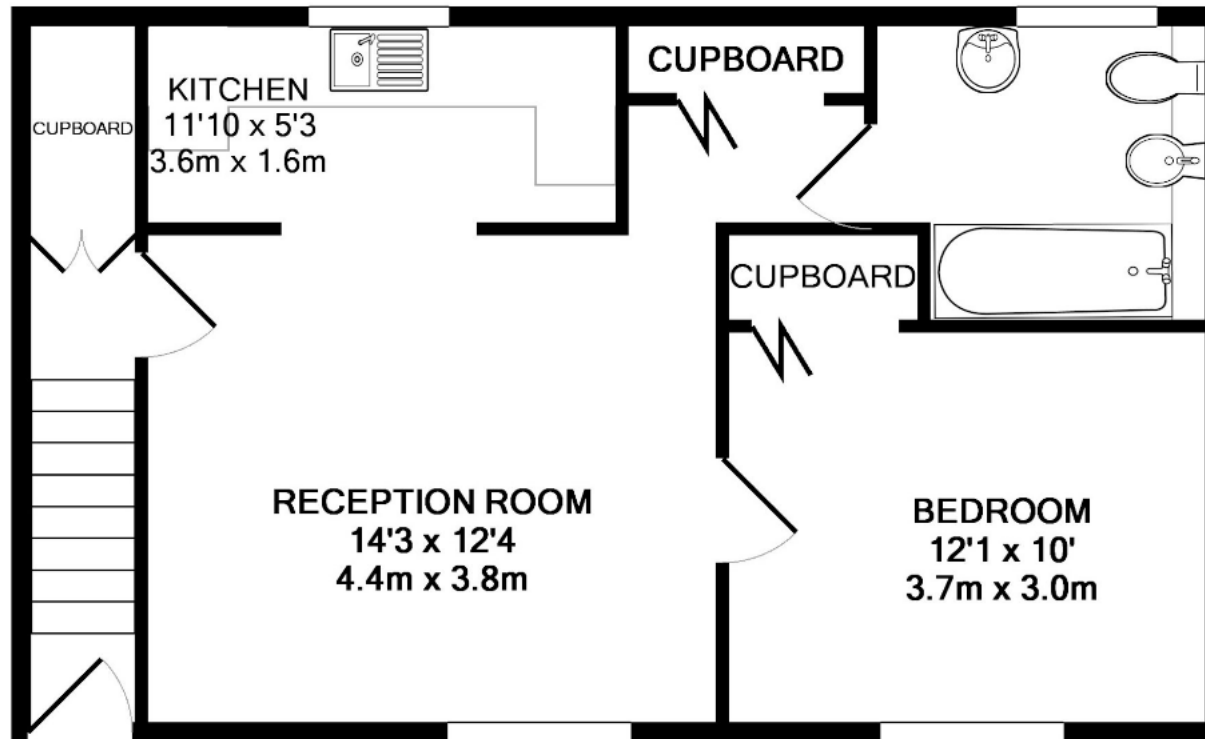 CUPBOARD
KITCHEN
11'10 x 5'3
3.6m x 1.6m
CUPBOARD
CUPBOARD
RECEPTION ROOM
14'3 x 12'4
4.4m x 3.8m
BEDROOM
12'1 x 10'
3.7m x 3.0m